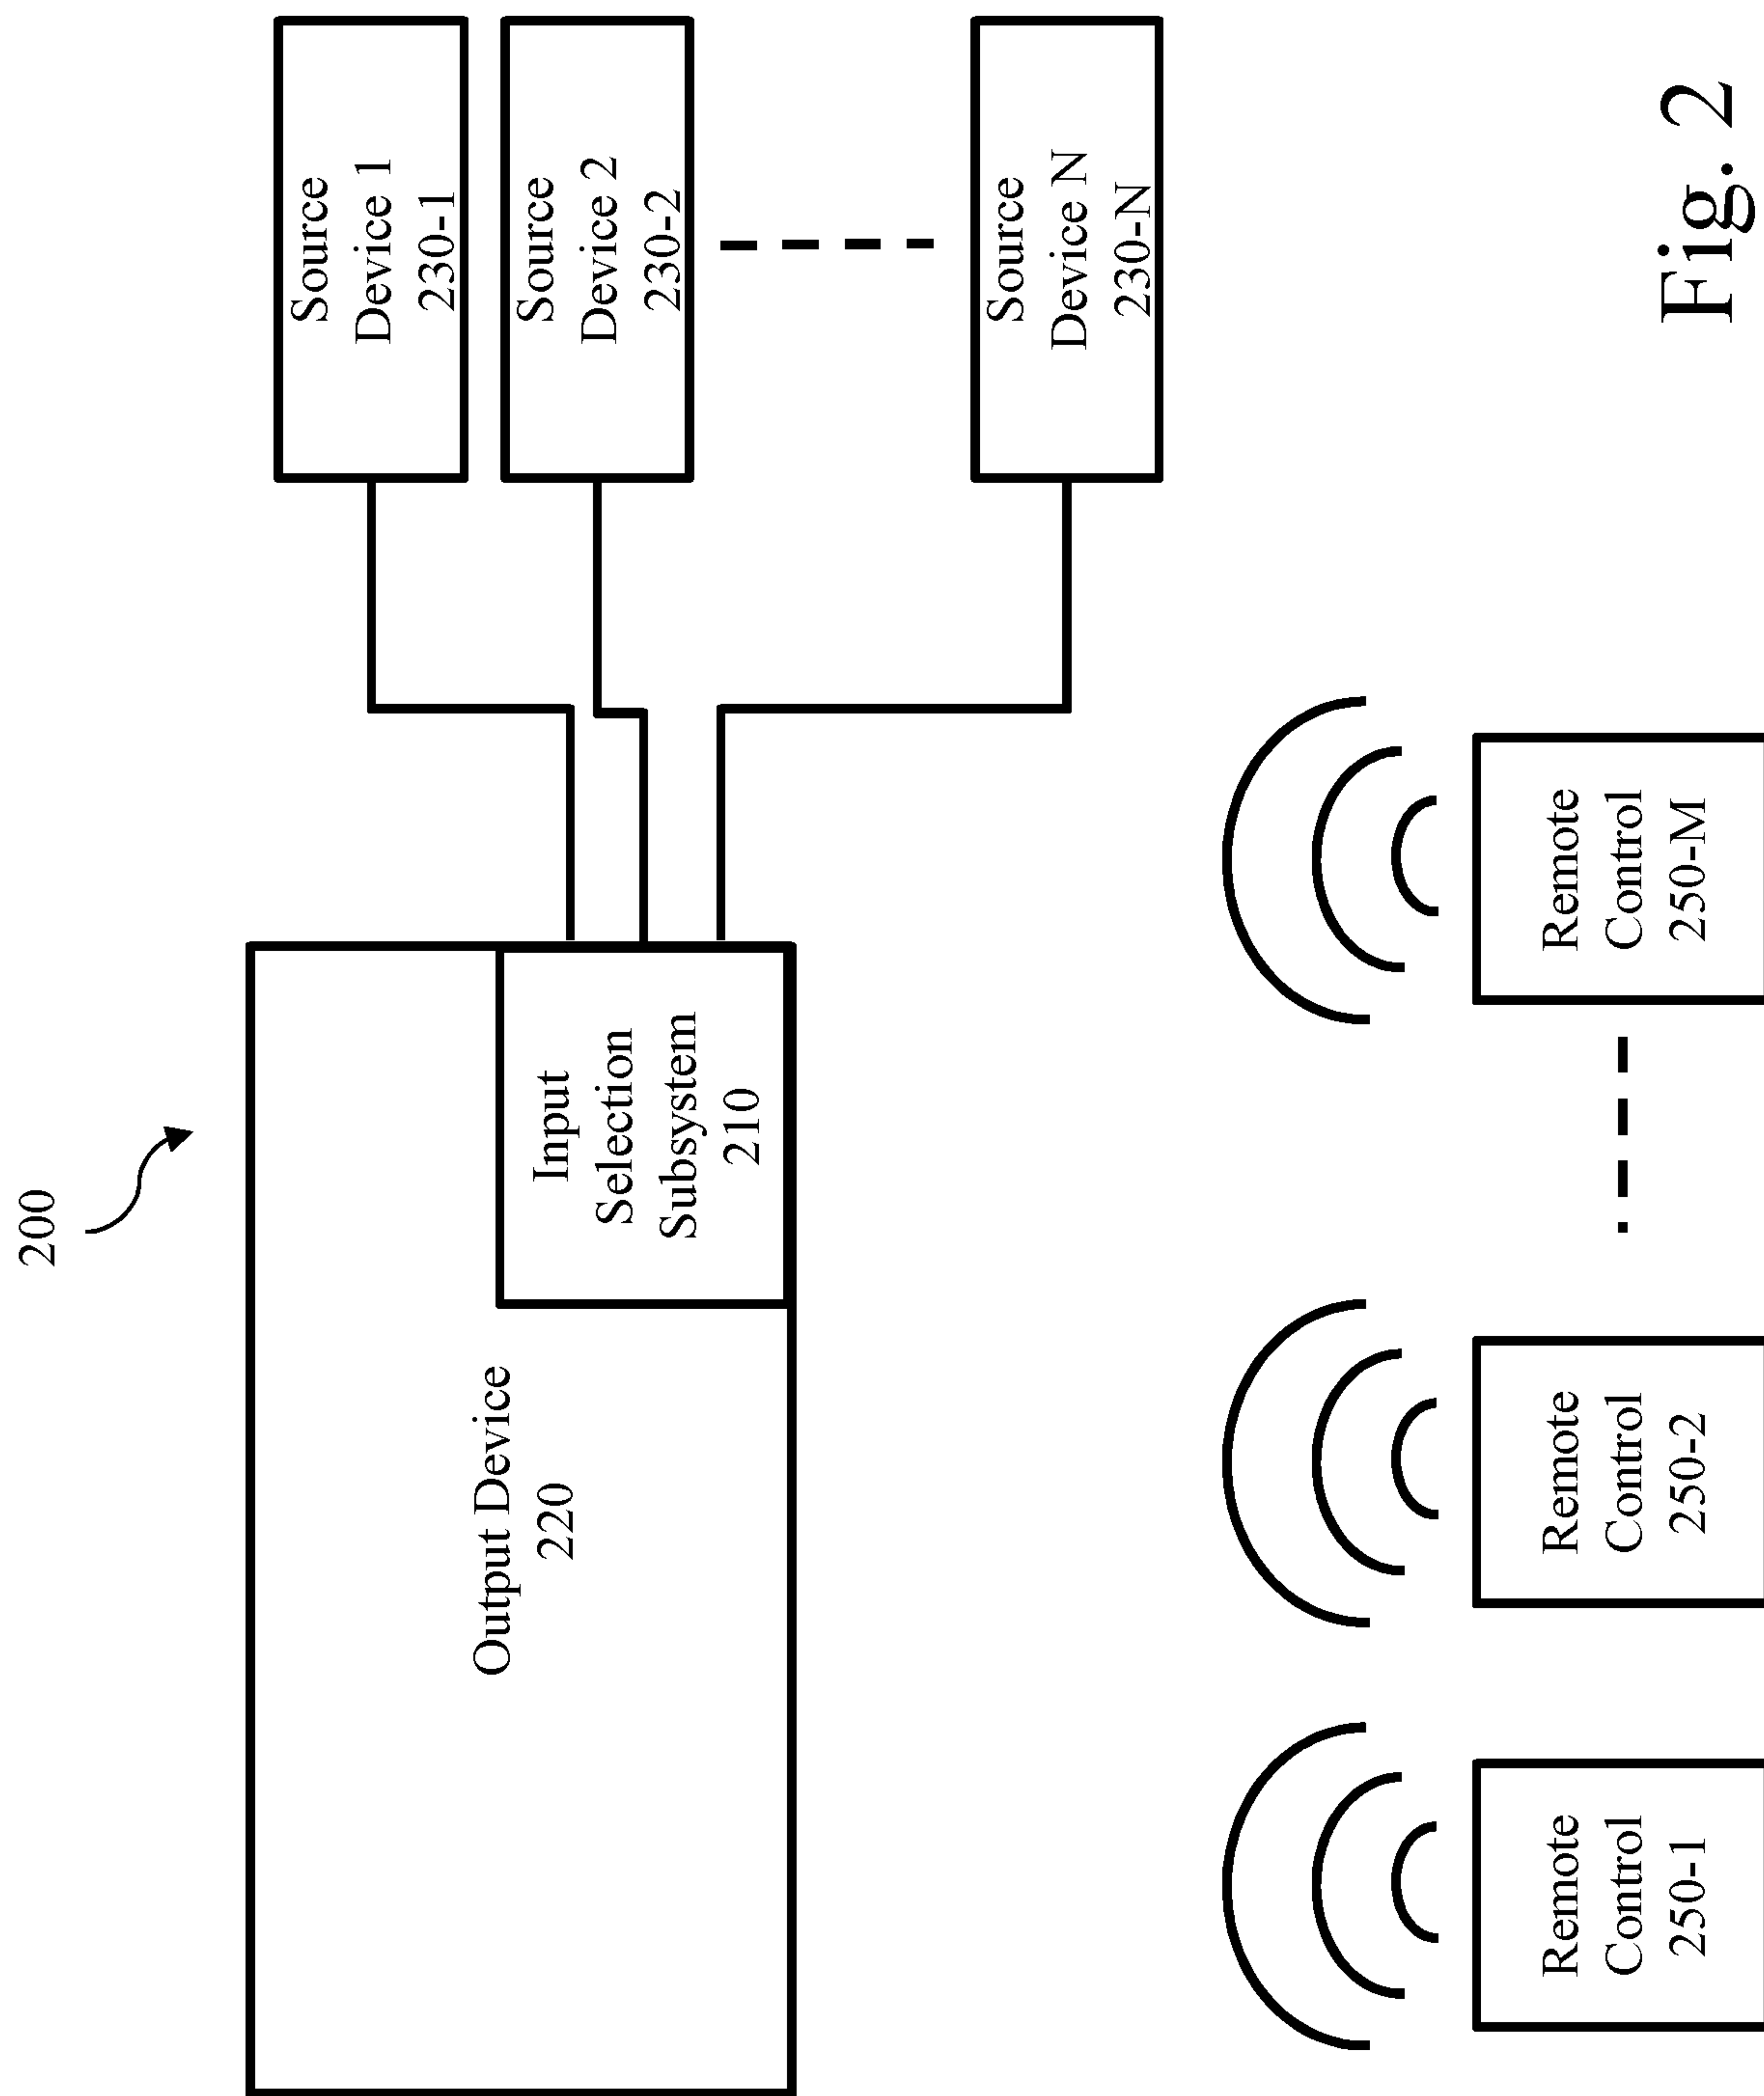 200
Output Device
220
Input
Selection
Subsystem
210
Source
Device 1
230-1
Source
Device 2
230-2
Source
Device N
230-N
Remote
Control
250-1
Remote
Control
250-2
Remote
Control
250-M
Fig. 2